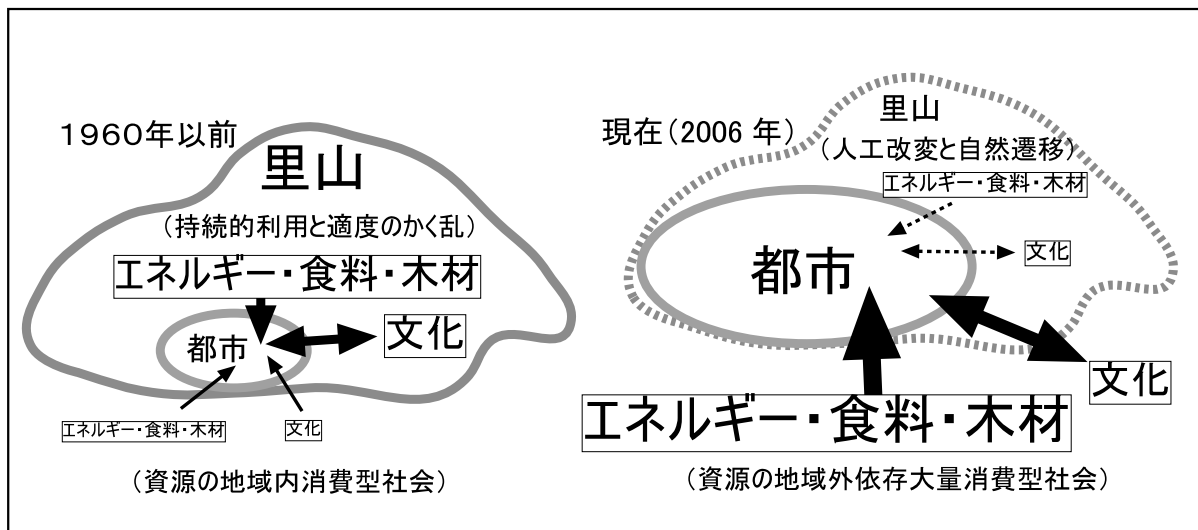 1960年以前
里山
(持続的利用と適度のかく乱)
エネルギー・食料・木材
都市
文化
エネルギー・食料・木材
文化
(資源の地域内消費型社会)
現在(2006年)
里山
(人工改変と自然遷移)
エネルギー・食料・木材
文化
都市
文化
エネルギー・食料・木材
(資源の地域外依存大量消費型社会)